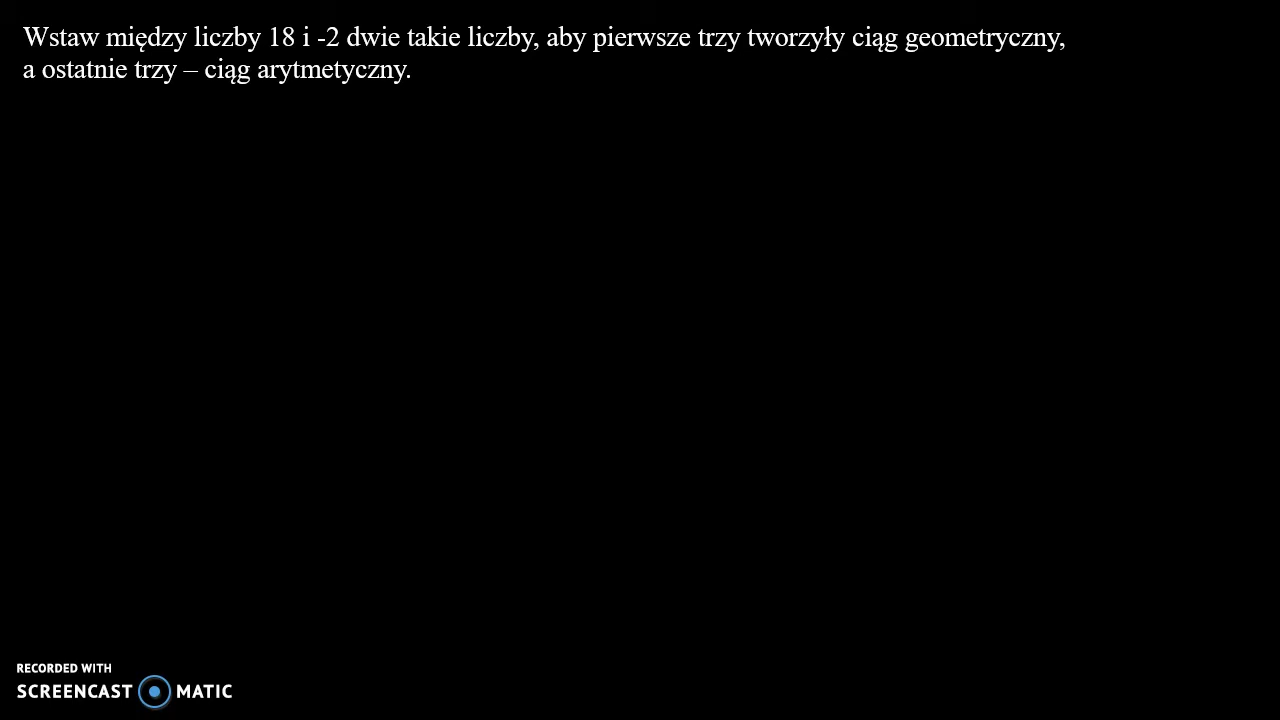 Wstaw między liczby 18 i -2 dwie takie liczby, aby pierwsze trzy tworzyły ciąg geometryczny,
a ostatnie trzy – ciąg arytmetyczny.
RECORDED WITH
SCREENCAST MATIC